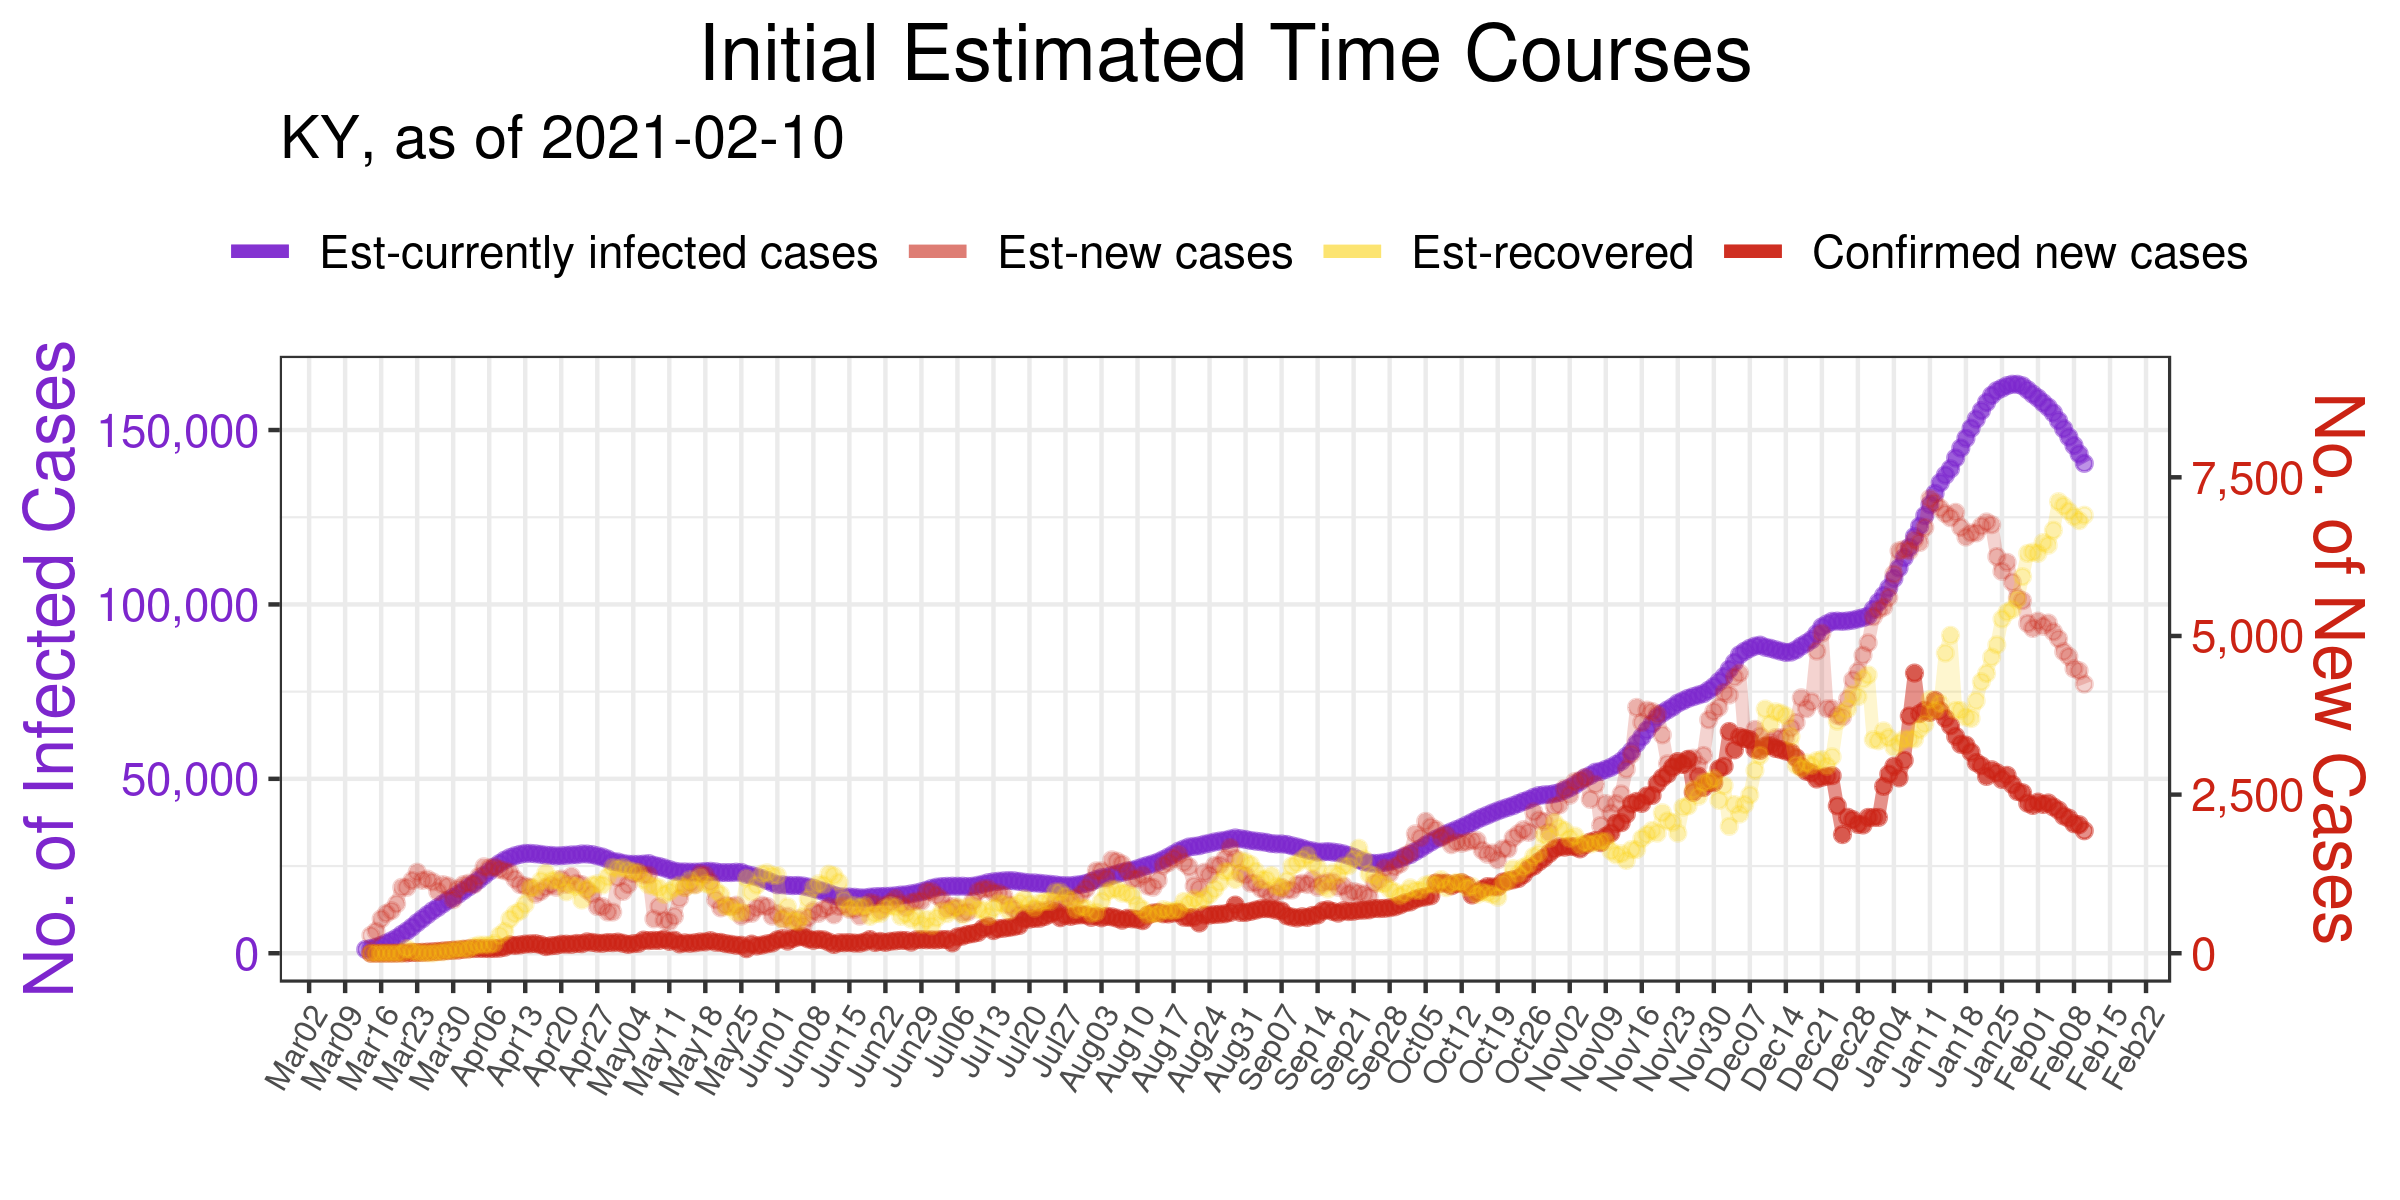 Initial Estimated Time Courses
KY, as of 2021-02-10
Est-currently infected cases Est-new cases Est-recovered Confirmed new cases
No. of Infected Cases
150,000
100,000
50,000
0
7,500
5,000
2,500
0
No. of New Cases
Mar02 Mar09 Mar16 Mar23 Mar30 Apr06 Apr13 Apr20 Apr27 May04 May11 May18 May25 Jun01 Jun08 Jun15 Jun22 Jun29 Jul06 Jul13 Jul20 Jul27 Aug03 Aug10 Aug17 Aug24 Aug31 Sep07 Sep14 Sep21 Sep28 Oct05 Oct12 Oct19 Oct26 Nov02 Nov09 Nov16 Nov23 Nov30 Dec07 Dec14 Dec21 Dec28 Jan04 Jan11 Jan18 Jan25 Feb01 Feb08 Feb15 Feb22